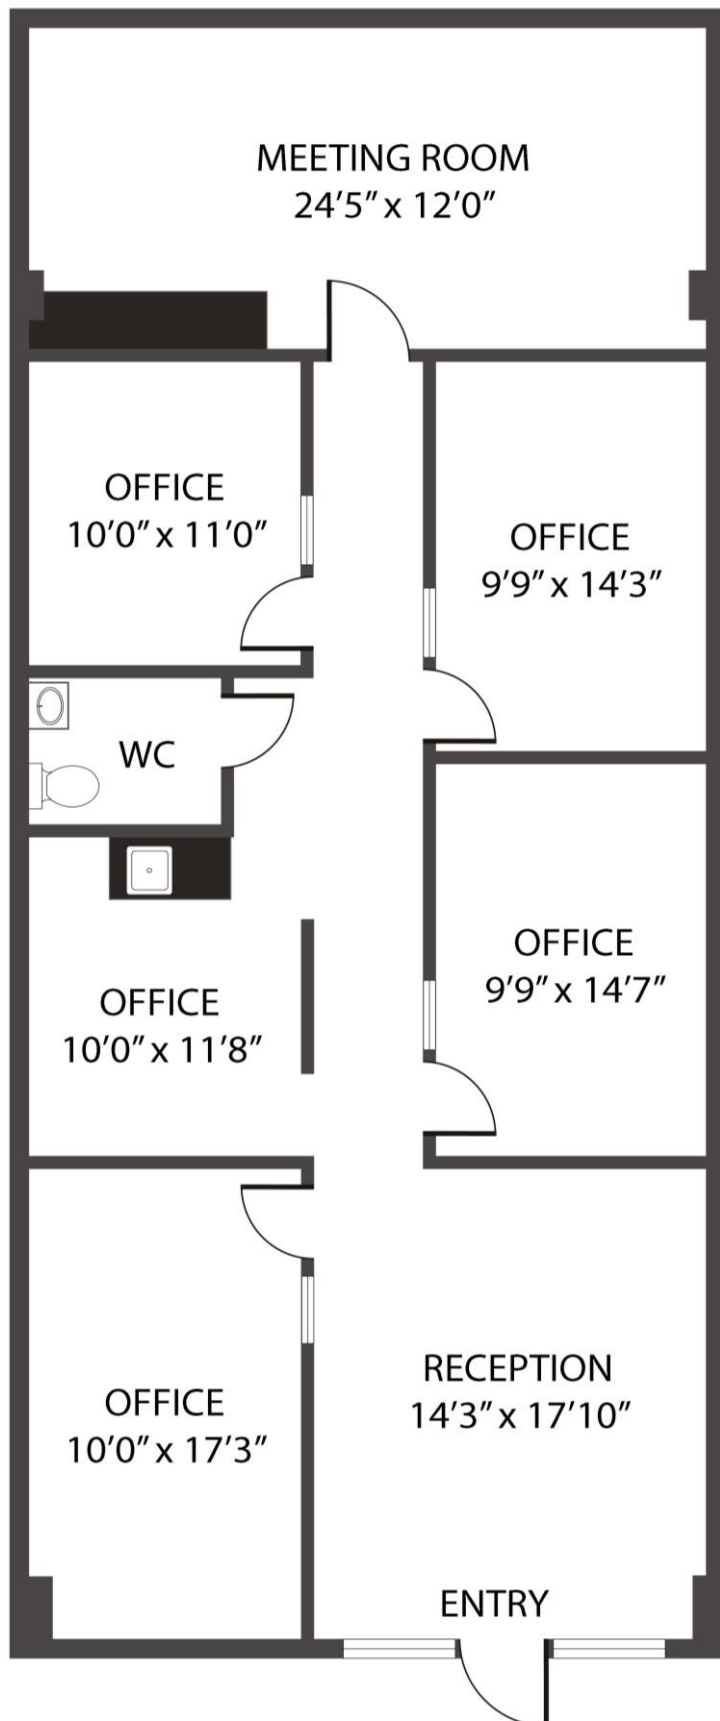 MEETING ROOM
24’5” x 12’0”
OFFICE
10’0” x 11’0”
OFFICE
9’9” x 14’3”
WC
OFFICE
9’9” x 14’7”
OFFICE
10’0” x 11’8”
RECEPTION
14’3” x 17’10”
OFFICE
10’0” x 17’3”
ENTRY